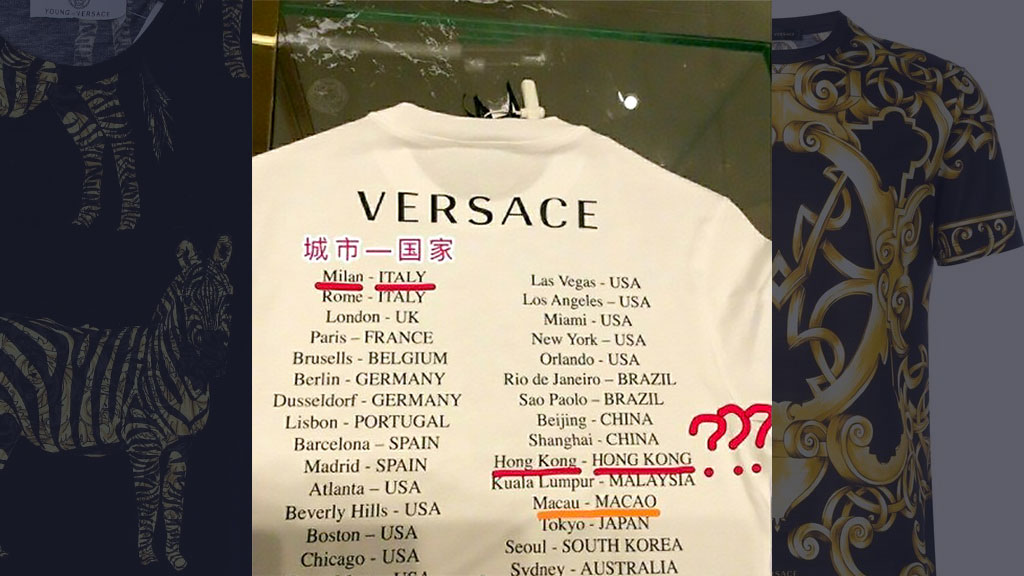 YOUNG-VERSACE
VERSACE
城市—国家
Milan - ITALY
Rome - ITALY
London - UK
Paris – FRANCE
Brusells - BELGIUM
Berlin - GERMANY
Dusseldorf - GERMANY
Lisbon - PORTUGAL
Barcelona – SPAIN
Madrid - SPAIN
Atlanta – USA
Beverly Hills - USA
Boston – USA
Chicago - USA
Las Vegas - USA
Los Angeles – USA
Miami - USA
New York – USA
Orlando - USA
Rio de Janeiro – BRAZIL
Sao Paolo – BRAZIL
Beijing - CHINA
Shanghai - CHINA
Hong Kong - HONG KONG
???
Kuala Lumpur - MALAYSIA
Macau - MACAO
Tokyo - JAPAN
Seoul - SOUTH KOREA
Sydney - AUSTRALIA
VERSACE